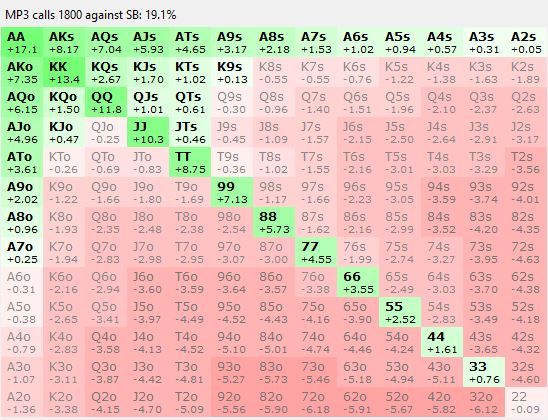 MP3 calls 1800 against SB: 19.1%
AA AKs AQs AJs ATs A9s A8s A7s A6s A5s A4s A3s A2s
+17.1 +8.17 +7.04 +5.93 +4.65 +3.17 +2.18 +1.53 +1.02 +0.94 +0.57 +0.31 +0.05
AKo KK KQs KJs KTs K9s K8s K7s K6s K5s K4s K3s K2s
+7.35 +13.4 +2.67 +1.70 +1.02 +0.13 -0.55 -0.55 -0.76 -1.22 -1.38 -1.63 -1.89
AQo KQo QQ QJs QTs Q9s Q8s Q7s Q6s Q5s Q4s Q3s Q2s
+6.15 +1.50 +11.8 +1.01 +0.61 -0.30 -0.96 -1.40 -1.51 -1.96 -2.10 -2.37 -2.63
AJo KJo QJo JJ JTs J9s J8s J7s J6s J5s J4s J3s J2s
+4.96 +0.47 -0.25 +10.3 +0.46 -0.45 -1.09 -1.57 -2.15 -2.50 -2.64 -2.91 -3.17
ATo KTo QTo JTo TT T9s T8s T7s T6s T5s T4s T3s T2s
+3.61 -0.26 -0.69 -0.83 +8.75 -0.36 -1.02 -1.55 -2.16 -3.01 -3.03 -3.29 -3.56
A9o K9o Q9o J9o T9o 99 98s 97s 96s 95s 94s 93s 92s
+2.02 -1.22 -1.66 -1.80 -1.69 +7.13 -1.17 -1.66 -2.23 -3.05 -3.59 -3.74 -4.01
A8o K8o Q8o J8o T8o 98o 88 87s 86s 85s 84s 83s 82s
+0.96 -1.93 -2.35 -2.48 -2.38 -2.54 +5.73 -1.62 -2.16 -2.99 -3.52 -4.20 -4.35
A7o K7o Q7o J7o T7o 97o 87o 77 76s 75s 74s 73s 72s
+0.25 -1.94 -2.83 -2.98 -2.95 -3.07 -3.00 +4.55 -1.99 -2.74 -3.27 -3.95 -4.63
A6o K6o Q6o J6o T6o 96o 86o 76o 66 65s 64s 63s 62s
-0.31 -2.16 -2.94 -3.60 -3.59 -3.64 -3.57 -3.38 +3.55 -2.49 -3.03 -3.70 -4.38
A5o K5o Q5o J5o T5o 95o 85o 75o 65o 55 54s 53s 52s
-0.38 -2.65 -3.41 -3.97 -4.49 -4.52 -4.43 -4.16 -3.90 +2.52 -2.83 -3.49 -4.18
A4o K4o Q4o J4o T4o 94o 84o 74o 64o 54o 44 43s 42s
-0.79 -2.83 -3.58 -4.13 -4.52 -5.10 -5.01 -4.74 -4.46 -4.24 +1.61 -3.65 -4.32
A3o K3o Q3o J3o T3o 93o 83o 73o 63o 53o 43o 33 32s
-1.07 -3.11 -3.87 -4.42 -4.81 -5.27 -5.73 -5.46 -5.18 -4.94 -5.11 +0.76 -4.60
A2o K2o Q2o J2o T2o 92o 82o 72o 62o 52o 42o 32o 22
-1.36 -3.38 -4.15 -4.70 -5.09 -5.56 -5.90 -6.18 -5.91 -5.67 -5.82 -6.12 -0.09